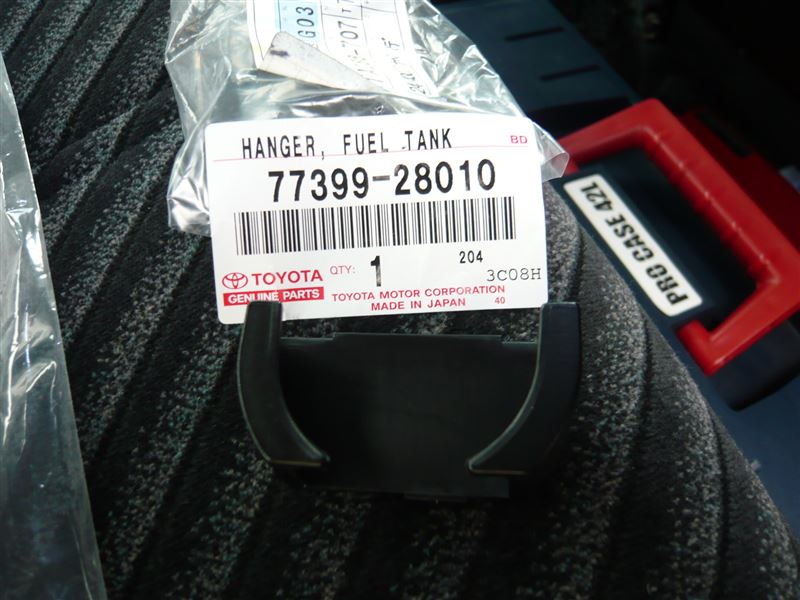 G03
HANGER, FUEL TANK
BD
77399-28010
TOYOTA
GENUINE PARTS
QTY:
1
204
3C08H
TOYOTA MOTOR CORPORATION
MADE IN JAPAN
40
PRO CASE 42L